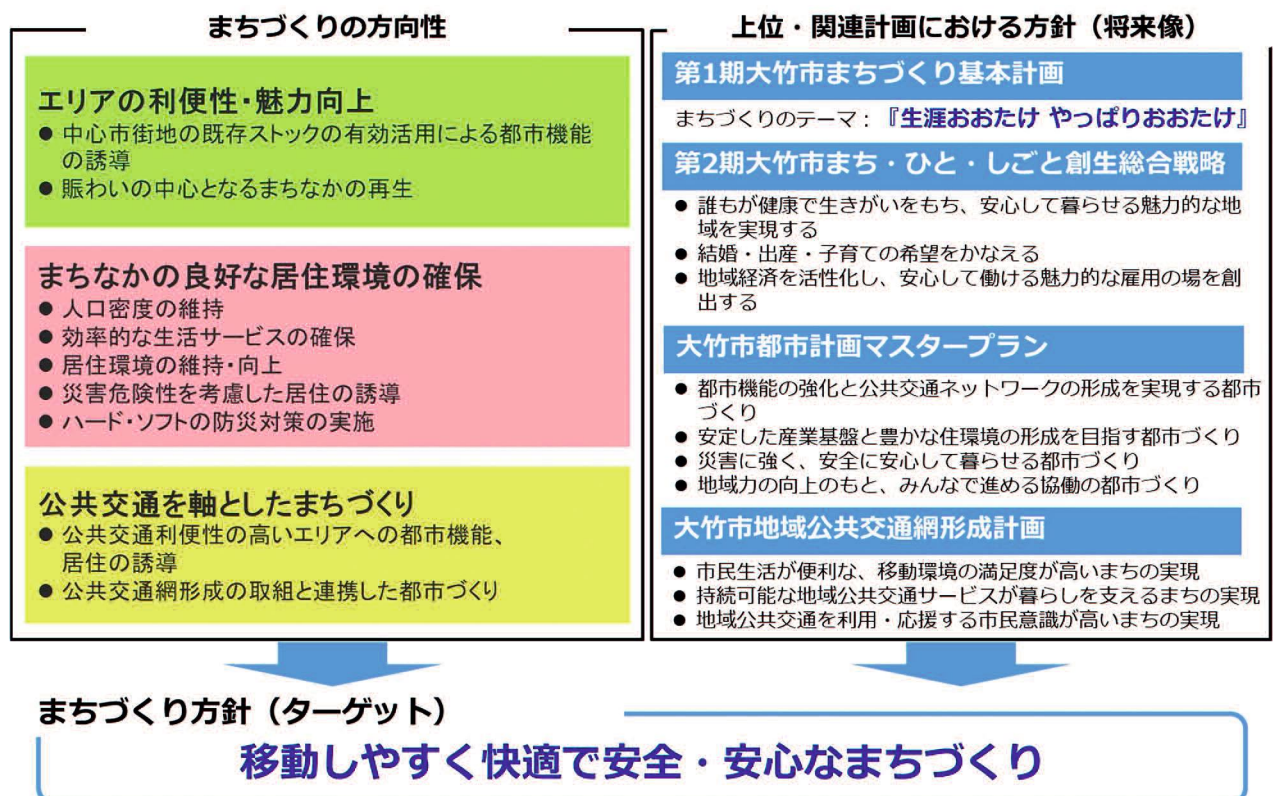 まちづくりの方向性
エリアの利便性・魅力向上
● 中心市街地の既存ストックの有効活用による都市機能
の誘導
● 賑わいの中心となるまちなかの再生
まちなかの良好な居住環境の確保
● 人口密度の維持
● 効率的な生活サービスの確保
● 居住環境の維持・向上
● 災害危険性を考慮した居住の誘導
● ハード・ソフトの防災対策の実施
公共交通を軸としたまちづくり
● 公共交通利便性の高いエリアへの都市機能、
居住の誘導
● 公共交通網形成の取組と連携した都市づくり
上位・関連計画における方針（将来像）
第1期大竹市まちづくり基本計画
まちづくりのテーマ：『生涯おおたけ やっぱりおおたけ』
第2期大竹市まち・ひと・しごと創生総合戦略
● 誰もが健康で生きがいをもち、安心して暮らせる魅力的な地
域を実現する
● 結婚・出産・子育ての希望をかなえる
● 地域経済を活性化し、安心して働ける魅力的な雇用の場を創
出する
大竹市都市計画マスタープラン
● 都市機能の強化と公共交通ネットワークの形成を実現する都市
づくり
● 安定した産業基盤と豊かな住環境の形成を目指す都市づくり
● 災害に強く、安全に安心して暮らせる都市づくり
● 地域力の向上のもと、みんなで進める協働の都市づくり
大竹市地域公共交通網形成計画
● 市民生活が便利な、移動環境の満足度が高いまちの実現
● 持続可能な地域公共交通サービスが暮らしを支えるまちの実現
● 地域公共交通を利用・応援する市民意識が高いまちの実現
まちづくり方針（ターゲット）
移動しやすく快適で安全・安心なまちづくり